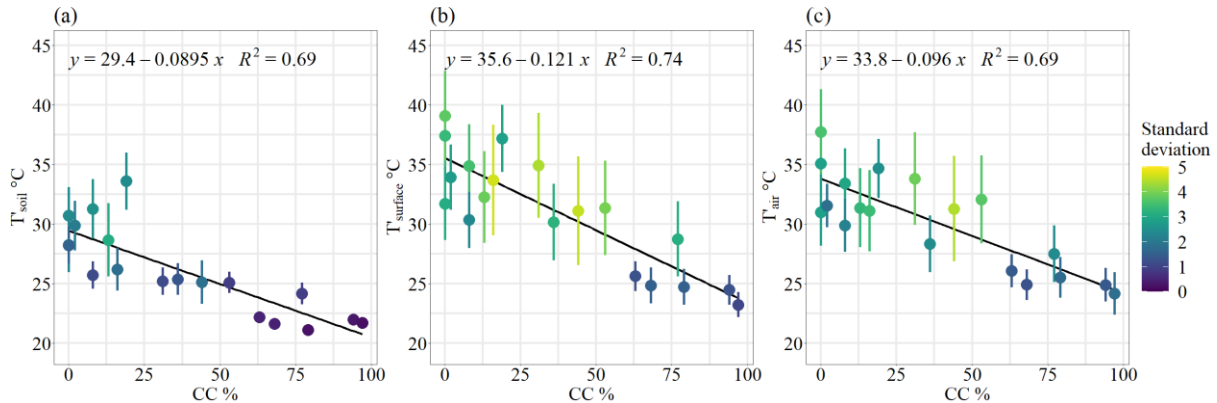 (a)
y = 29.4 – 0.0895 x R² = 0.69
45
40
35
30
25
20
T'soil °C
0 25 50 75 100
CC %
(b)
y = 35.6 – 0.121 x R² = 0.74
45
40
35
30
25
20
T'surface °C
0 25 50 75 100
CC %
(c)
y = 33.8 – 0.096 x R² = 0.69
45
40
35
30
25
20
T'air °C
0 25 50 75 100
CC %
Standard
deviation
5
4
3
2
1
0